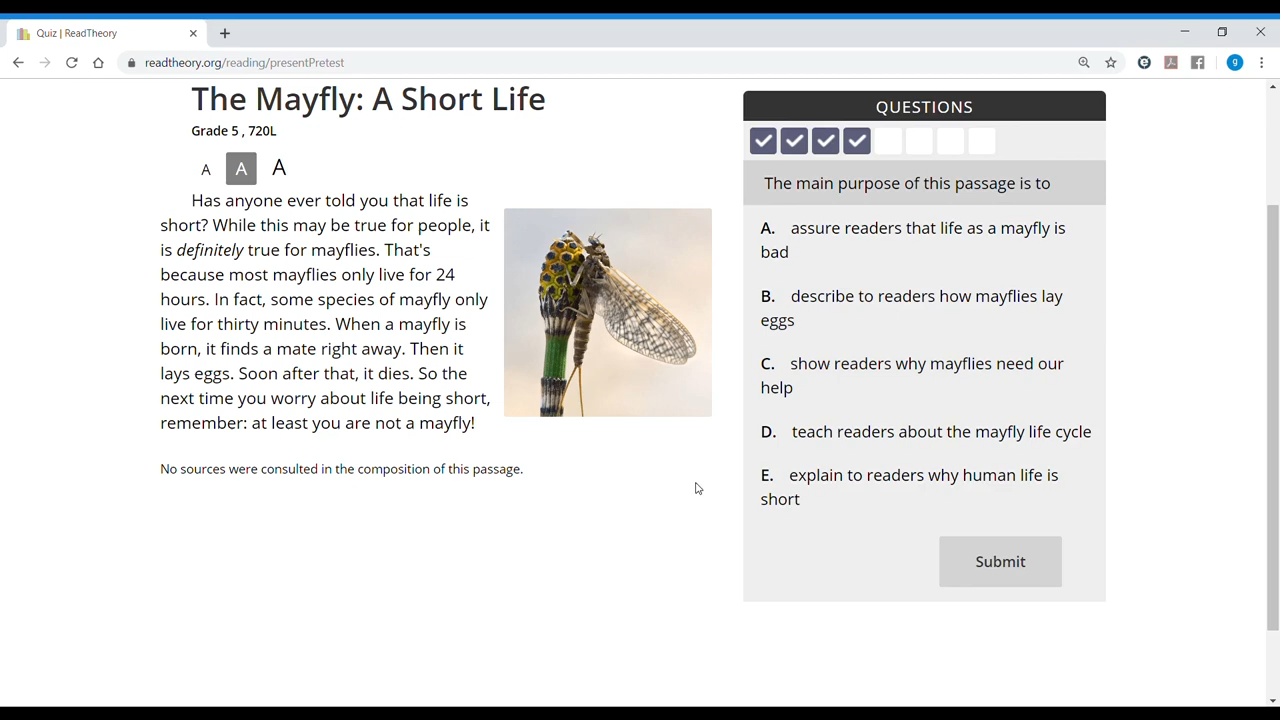 Quiz | ReadTheory
readtheory.org/reading/presentPretest
g
The Mayfly: A Short Life
Grade 5 , 720L
A A A
Has anyone ever told you that life is
short? While this may be true for people, it
is definitely true for mayflies. That's
because most mayflies only live for 24
hours. In fact, some species of mayfly only
live for thirty minutes. When a mayfly is
born, it finds a mate right away. Then it
lays eggs. Soon after that, it dies. So the
next time you worry about life being short,
remember: at least you are not a mayfly!
No sources were consulted in the composition of this passage.
QUESTIONS
The main purpose of this passage is to
A. assure readers that life as a mayfly is
bad
B. describe to readers how mayflies lay
eggs
C. show readers why mayflies need our
help
D. teach readers about the mayfly life cycle
E. explain to readers why human life is
short
Submit